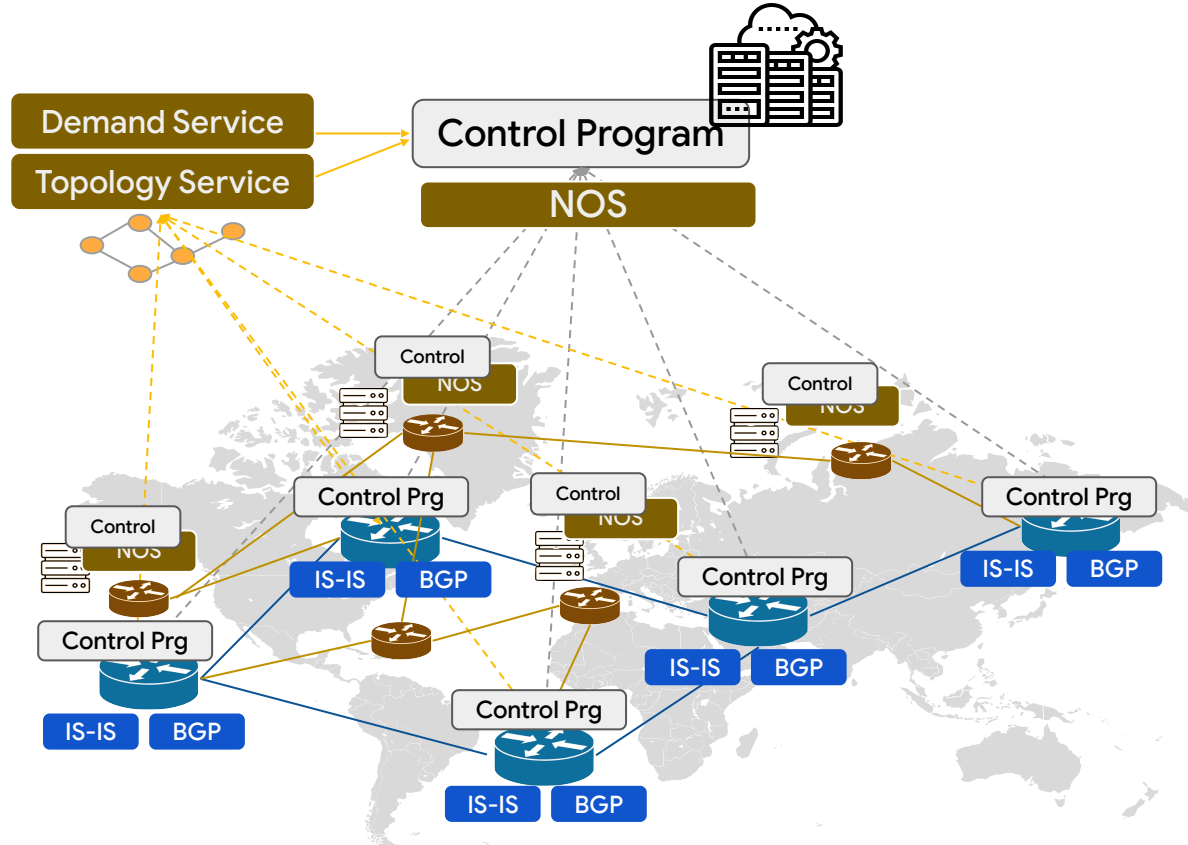 Demand Service
Control Program
Topology Service
NOS
Control
NOS
Control
NOS
Control Prg
Control
NOS
Control Prg
Control
NOS
IS-IS
BGP
IS-IS
BGP
Control Prg
Control Prg
IS-IS
BGP
Control Prg
IS-IS
BGP
IS-IS
BGP